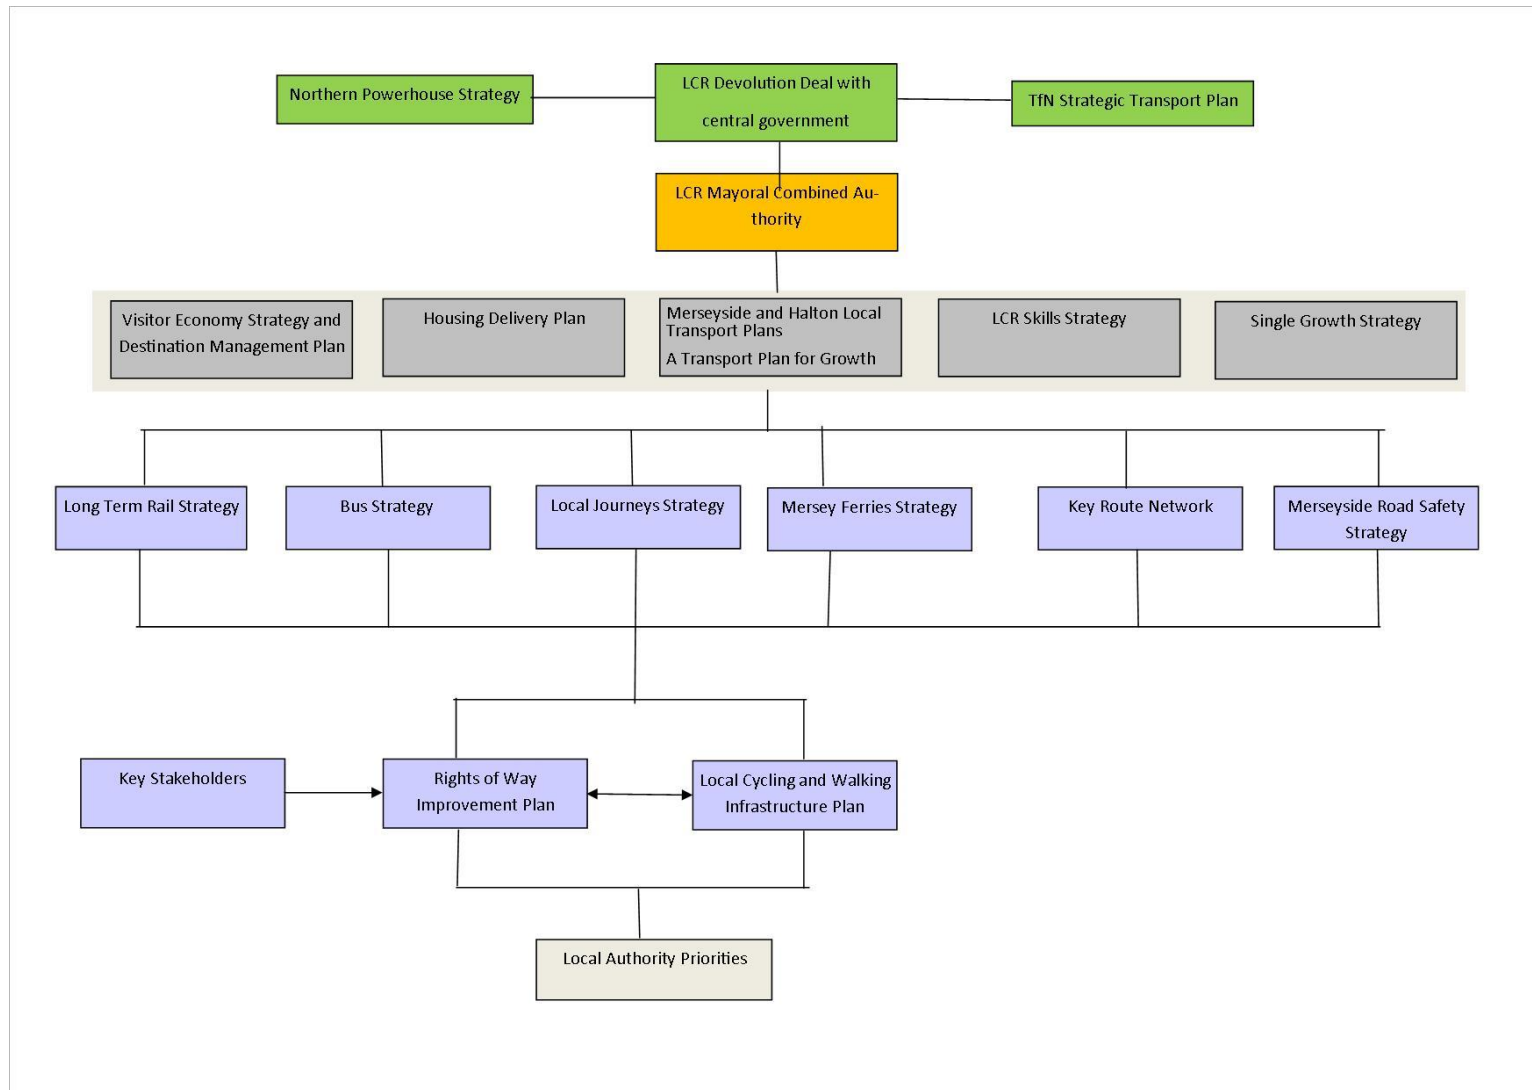 Northern Powerhouse Strategy
LCR Devolution Deal with
central government
TfN Strategic Transport Plan
LCR Mayoral Combined Au-
thority
Visitor Economy Strategy and
Destination Management Plan
Housing Delivery Plan
Merseyside and Halton Local
Transport Plans
A Transport Plan for Growth
LCR Skills Strategy
Single Growth Strategy
Long Term Rail Strategy
Bus Strategy
Local Journeys Strategy
Mersey Ferries Strategy
Key Route Network
Merseyside Road Safety
Strategy
Key Stakeholders
Rights of Way
Improvement Plan
Local Cycling and Walking
Infrastructure Plan
Local Authority Priorities